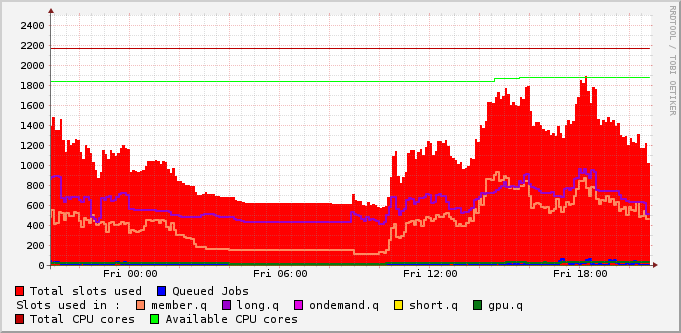 2400
2200
2000
1800
1600
1400
1200
1000
800
600
400
200
0
Fri 00:00 Fri 06:00 Fri 12:00 Fri 18:00
Total slots used Queued Jobs
Slots used in : member.q long.q ondemand.q short.q gpu.q
Total CPU cores Available CPU cores
RRDTOOL / TOBI OETIKER